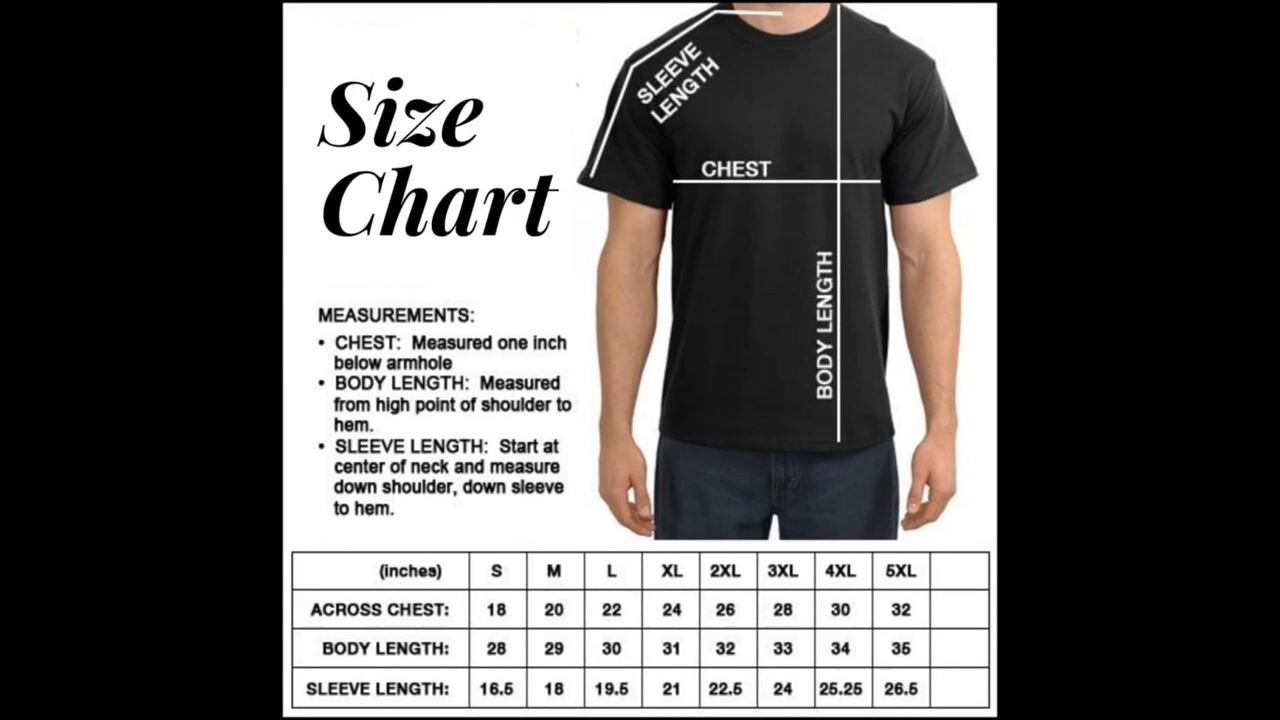 Size
Chart
SLEEVE
LENGTH
CHEST
BODY LENGTH
MEASUREMENTS:
• CHEST: Measured one inch
below armhole
• BODY LENGTH: Measured
from high point of shoulder to
hem.
• SLEEVE LENGTH: Start at
center of neck and measure
down shoulder, down sleeve
to hem.
(inches) S M L XL 2XL 3XL 4XL 5XL
ACROSS CHEST: 18 20 22 24 26 28 30 32
BODY LENGTH: 28 29 30 31 32 33 34 35
SLEEVE LENGTH: 16.5 18 19.5 21 22.5 24 25.25 26.5